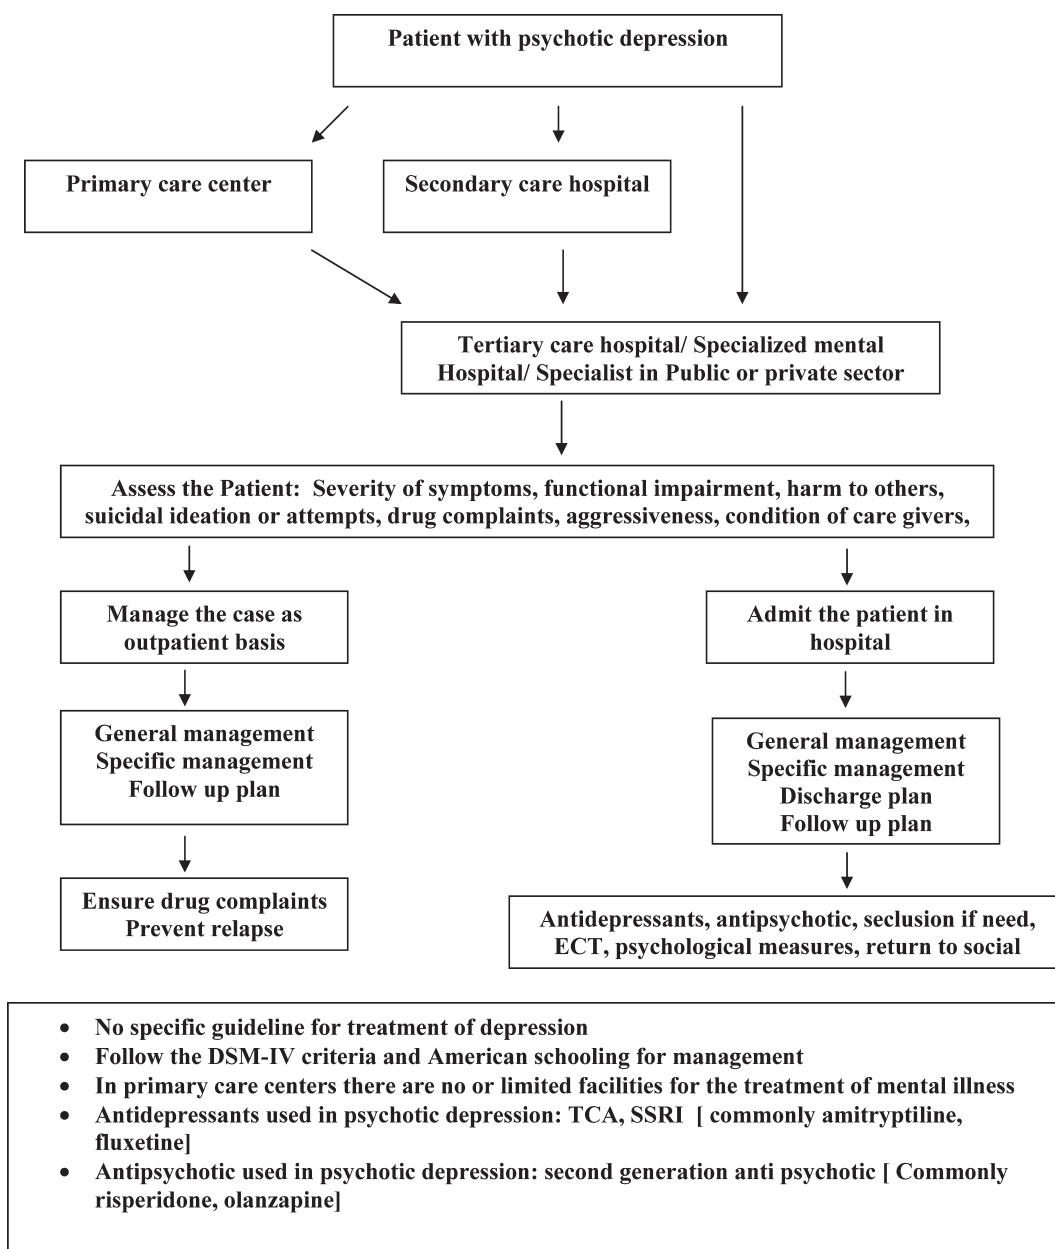 Patient with psychotic depression
Primary care center
Secondary care hospital
Tertiary care hospital/ Specialized mental
Hospital/ Specialist in Public or private sector
Assess the Patient:  Severity of symptoms, functional impairment, harm to others,
suicidal ideation or attempts, drug complaints, aggressiveness, condition of care givers,
Manage the case as
outpatient basis
Admit the patient in
hospital
General management
Specific management
Follow up plan
General management
Specific management
Discharge plan
Follow up plan
Ensure drug complaints
Prevent relapse
Antidepressants, antipsychotic, seclusion if need,
ECT, psychological measures, return to social
• No specific guideline for treatment of depression
• Follow the DSM-IV criteria and American schooling for management
• In primary care centers there are no or limited facilities for the treatment of mental illness
• Antidepressants used in psychotic depression: TCA, SSRI  [ commonly amitryptiline,
fluxetine]
• Antipsychotic used in psychotic depression: second generation anti psychotic [ Commonly
risperidone, olanzapine]